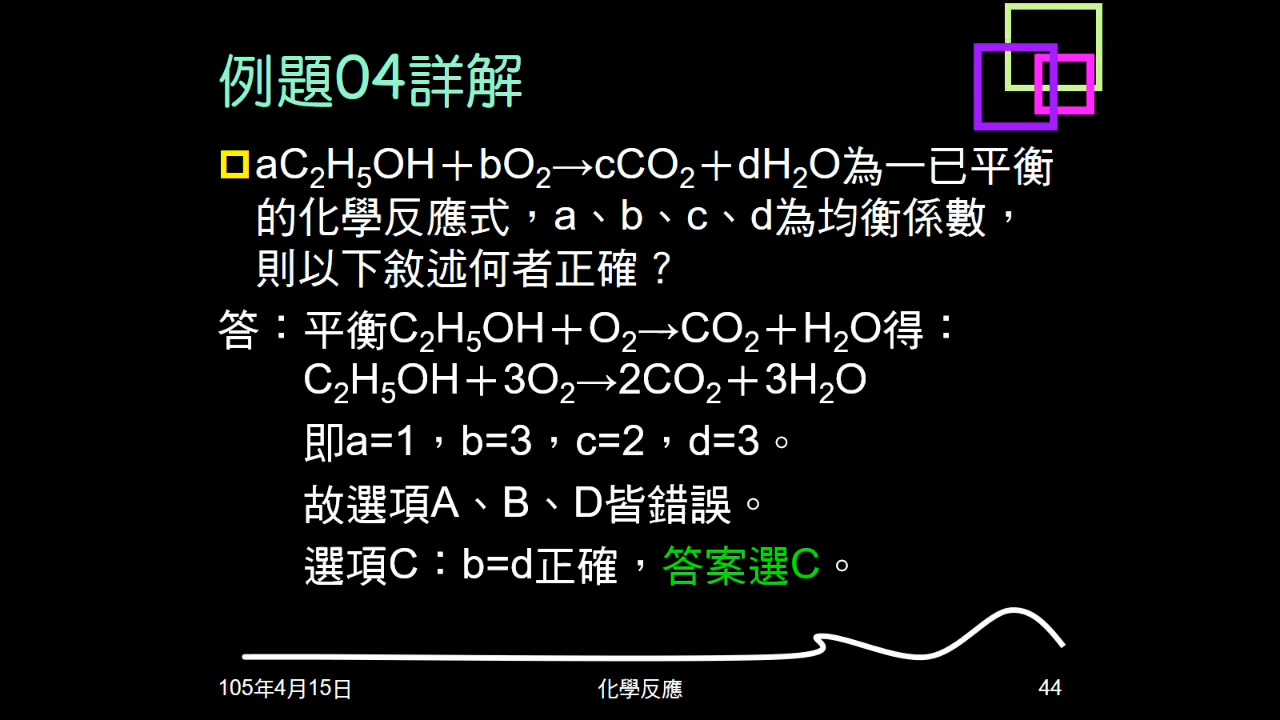 例題04詳解
aC₂H₅OH＋bO₂→cCO₂＋dH₂O為一已平衡
的化學反應式，a、b、c、d為均衡係數，
則以下敘述何者正確？
答：平衡C₂H₅OH＋O₂→CO₂＋H₂O得：
C₂H₅OH＋3O₂→2CO₂＋3H₂O
即a=1，b=3，c=2，d=3。
故選項A、B、D皆錯誤。
選項C：b=d正確，答案選C。
105年4月15日
化學反應
44